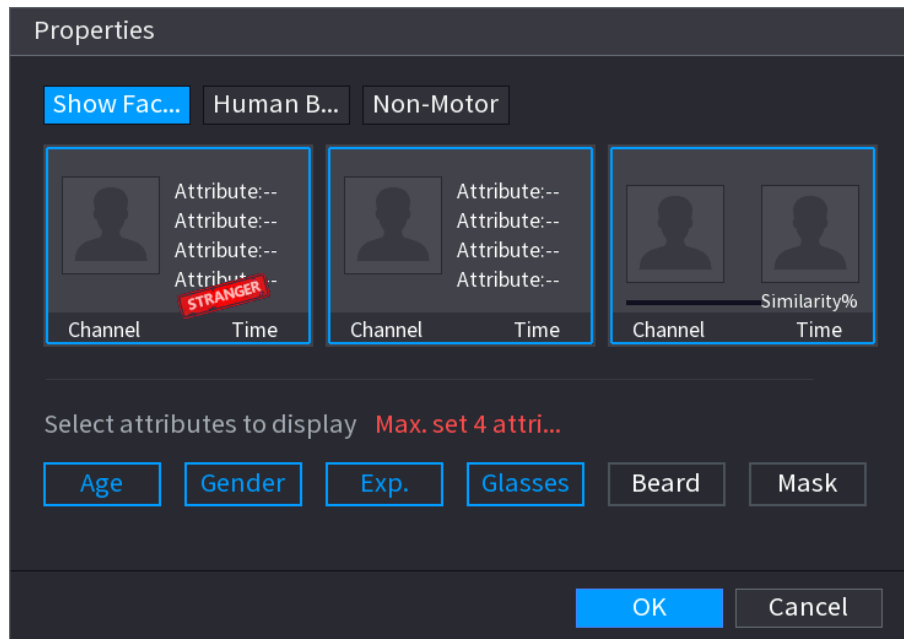 Properties
Show Fac... Human B... Non-Motor
Attribute:-- Attribute:--
Attribute:-- Attribute:--
Attribute:-- Attribute:--
Attribute:--
STRANGER Similarity%
Channel Time Channel Time Channel Time
Select attributes to display Max. set 4 attri...
Age Gender Exp. Glasses Beard Mask
OK Cancel